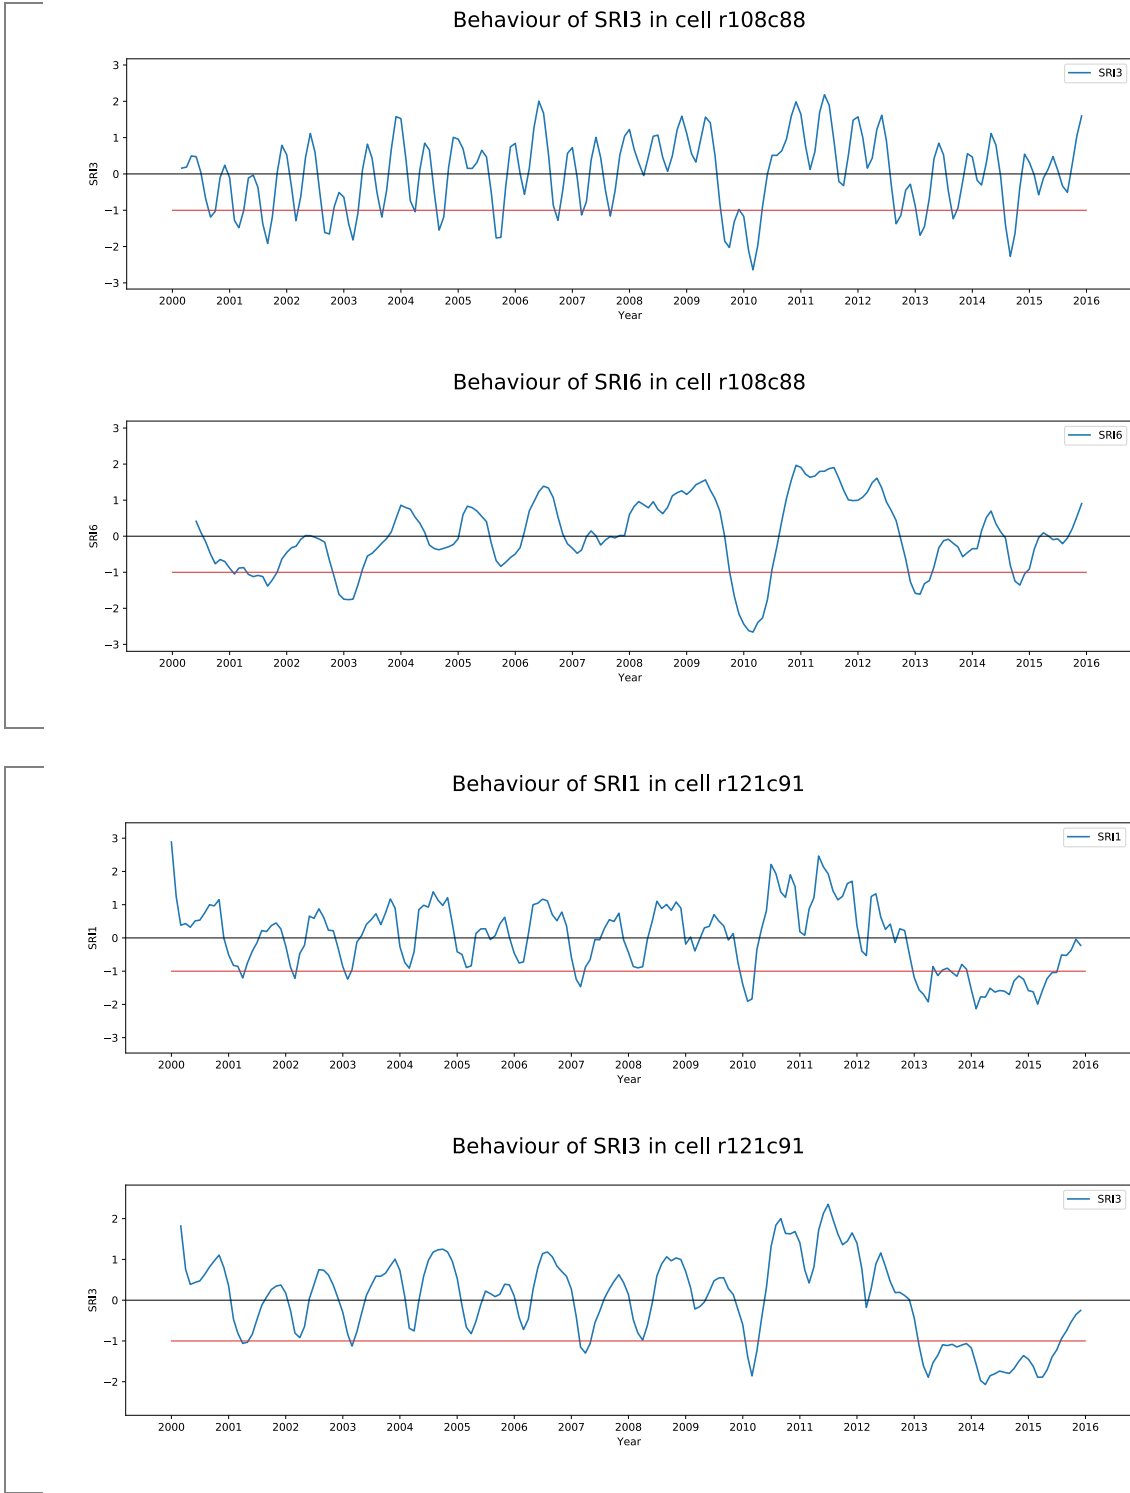 Behaviour of SRI3 in cell r108c88
SRI3
3
2
1
0
−1
−2
−3
SRI3
2000 2001 2002 2003 2004 2005 2006 2007 2008 2009 2010 2011 2012 2013 2014 2015 2016
Year
Behaviour of SRI6 in cell r108c88
SRI6
3
2
1
0
−1
−2
−3
SRI6
2000 2001 2002 2003 2004 2005 2006 2007 2008 2009 2010 2011 2012 2013 2014 2015 2016
Year
Behaviour of SRI1 in cell r121c91
SRI1
3
2
1
0
−1
−2
−3
SRI1
2000 2001 2002 2003 2004 2005 2006 2007 2008 2009 2010 2011 2012 2013 2014 2015 2016
Year
Behaviour of SRI3 in cell r121c91
SRI3
2
1
0
−1
−2
SRI3
2000 2001 2002 2003 2004 2005 2006 2007 2008 2009 2010 2011 2012 2013 2014 2015 2016
Year